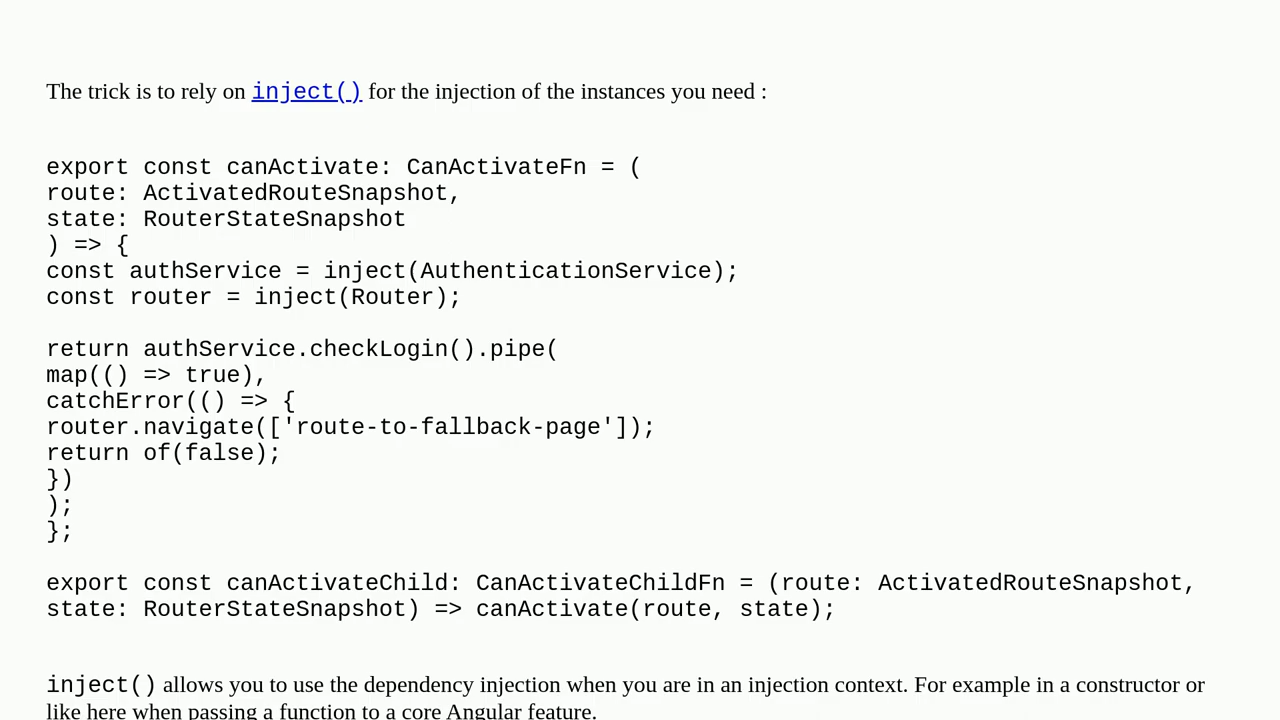 The trick is to rely on inject() for the injection of the instances you need :
export const canActivate: CanActivateFn = (
route: ActivatedRouteSnapshot,
state: RouterStateSnapshot
) => {
const authService = inject(AuthenticationService);
const router = inject(Router);
return authService.checkLogin().pipe(
map(() => true),
catchError(() => {
router.navigate(['route-to-fallback-page']);
return of(false);
})
);
};
export const canActivateChild: CanActivateChildFn = (route: ActivatedRouteSnapshot,
state: RouterStateSnapshot) => canActivate(route, state);
inject() allows you to use the dependency injection when you are in an injection context. For example in a constructor or
like here when passing a function to a core Angular feature.